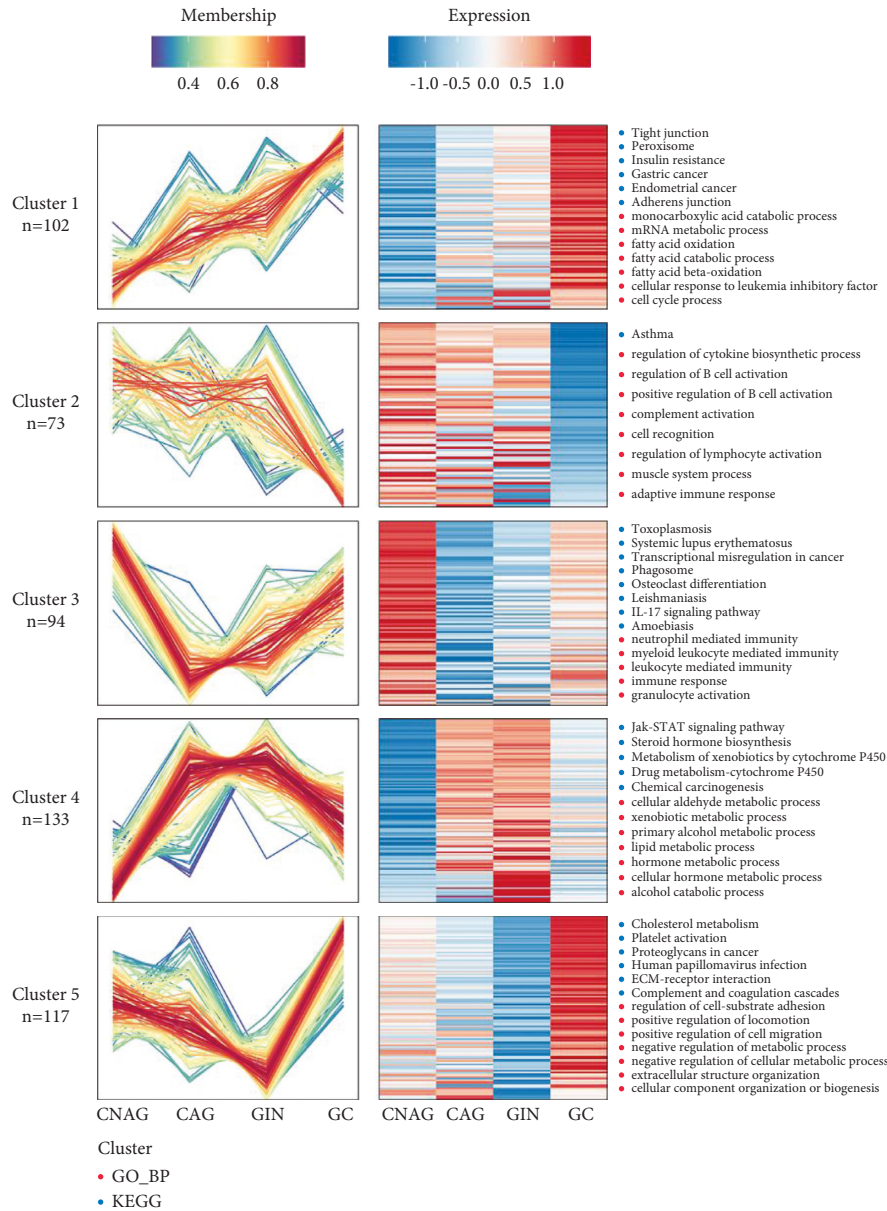 Membership
Expression
0.4 0.6 0.8
-1.0 -0.5 0.0 0.5 1.0
Cluster 1
n=102
Tight junction
Peroxisome
Insulin resistance
Gastric cancer
Endometrial cancer
Adherens junction
monocarboxylic acid catabolic process
mRNA metabolic process
fatty acid oxidation
fatty acid catabolic process
fatty acid beta-oxidation
cellular response to leukemia inhibitory factor
cell cycle process
Cluster 2
n=73
Asthma
regulation of cytokine biosynthetic process
regulation of B cell activation
positive regulation of B cell activation
complement activation
cell recognition
regulation of lymphocyte activation
muscle system process
adaptive immune response
Cluster 3
n=94
Toxoplasmosis
Systemic lupus erythematosus
Transcriptional misregulation in cancer
Phagosome
Osteoclast differentiation
Leishmaniasis
IL-17 signaling pathway
Amoebiasis
neutrophil mediated immunity
myeloid leukocyte mediated immunity
leukocyte mediated immunity
immune response
granulocyte activation
Cluster 4
n=133
Jak-STAT signaling pathway
Steroid hormone biosynthesis
Metabolism of xenobiotics by cytochrome P450
Drug metabolism-cytochrome P450
Chemical carcinogenesis
cellular aldehyde metabolic process
xenobiotic metabolic process
primary alcohol metabolic process
lipid metabolic process
hormone metabolic process
cellular hormone metabolic process
alcohol catabolic process
Cluster 5
n=117
Cholesterol metabolism
Platelet activation
Proteoglycans in cancer
Human papillomavirus infection
ECM-receptor interaction
Complement and coagulation cascades
regulation of cell-substrate adhesion
positive regulation of locomotion
positive regulation of cell migration
negative regulation of metabolic process
negative regulation of cellular metabolic process
extracellular structure organization
cellular component organization or biogenesis
CNAG CAG GIN GC
CNAG CAG GIN GC
Cluster
GO_BP
KEGG